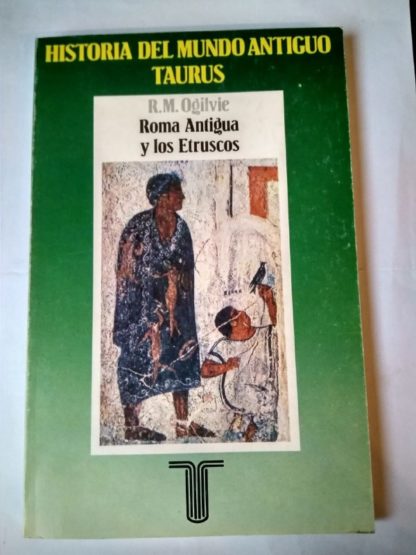 HISTORIA DEL MUNDO ANTIGUO
TAURUS
R.M. Ogilvie
Roma Antigua
y los Etruscos